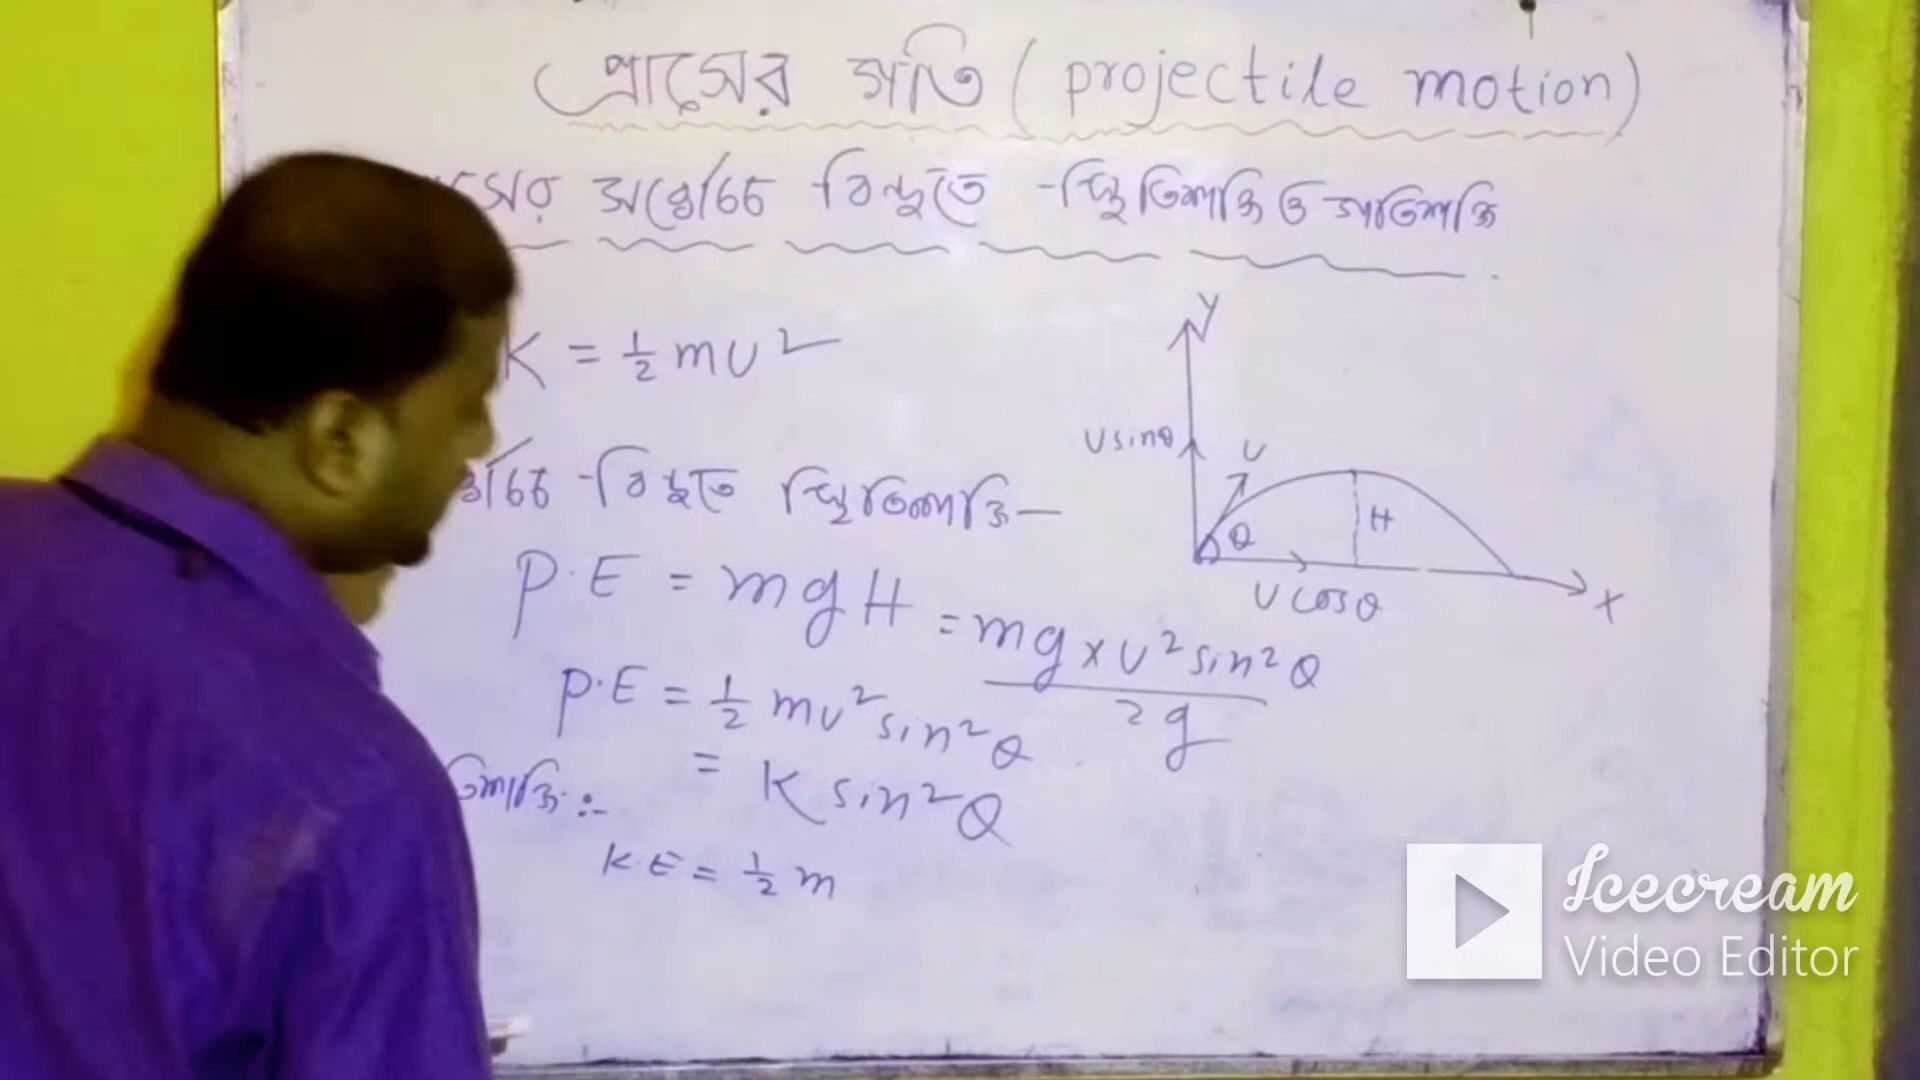 প্রাসের গতি (projectile motion)
সের সর্বোচ্চ বিন্দুতে স্থিতিশক্তি ও গতিশক্তি
K = ½ mu²
র্বোচ্চ বিন্দুতে স্থিতিশক্তি —
P.E = mgH = mg × u² sin²θ / 2g
P.E = ½ mu² sin²θ
= K sin²θ
তিশক্তি :-
K.E = ½ m
Y
u sinθ
u
θ
H
u cosθ
X
Icecream
Video Editor